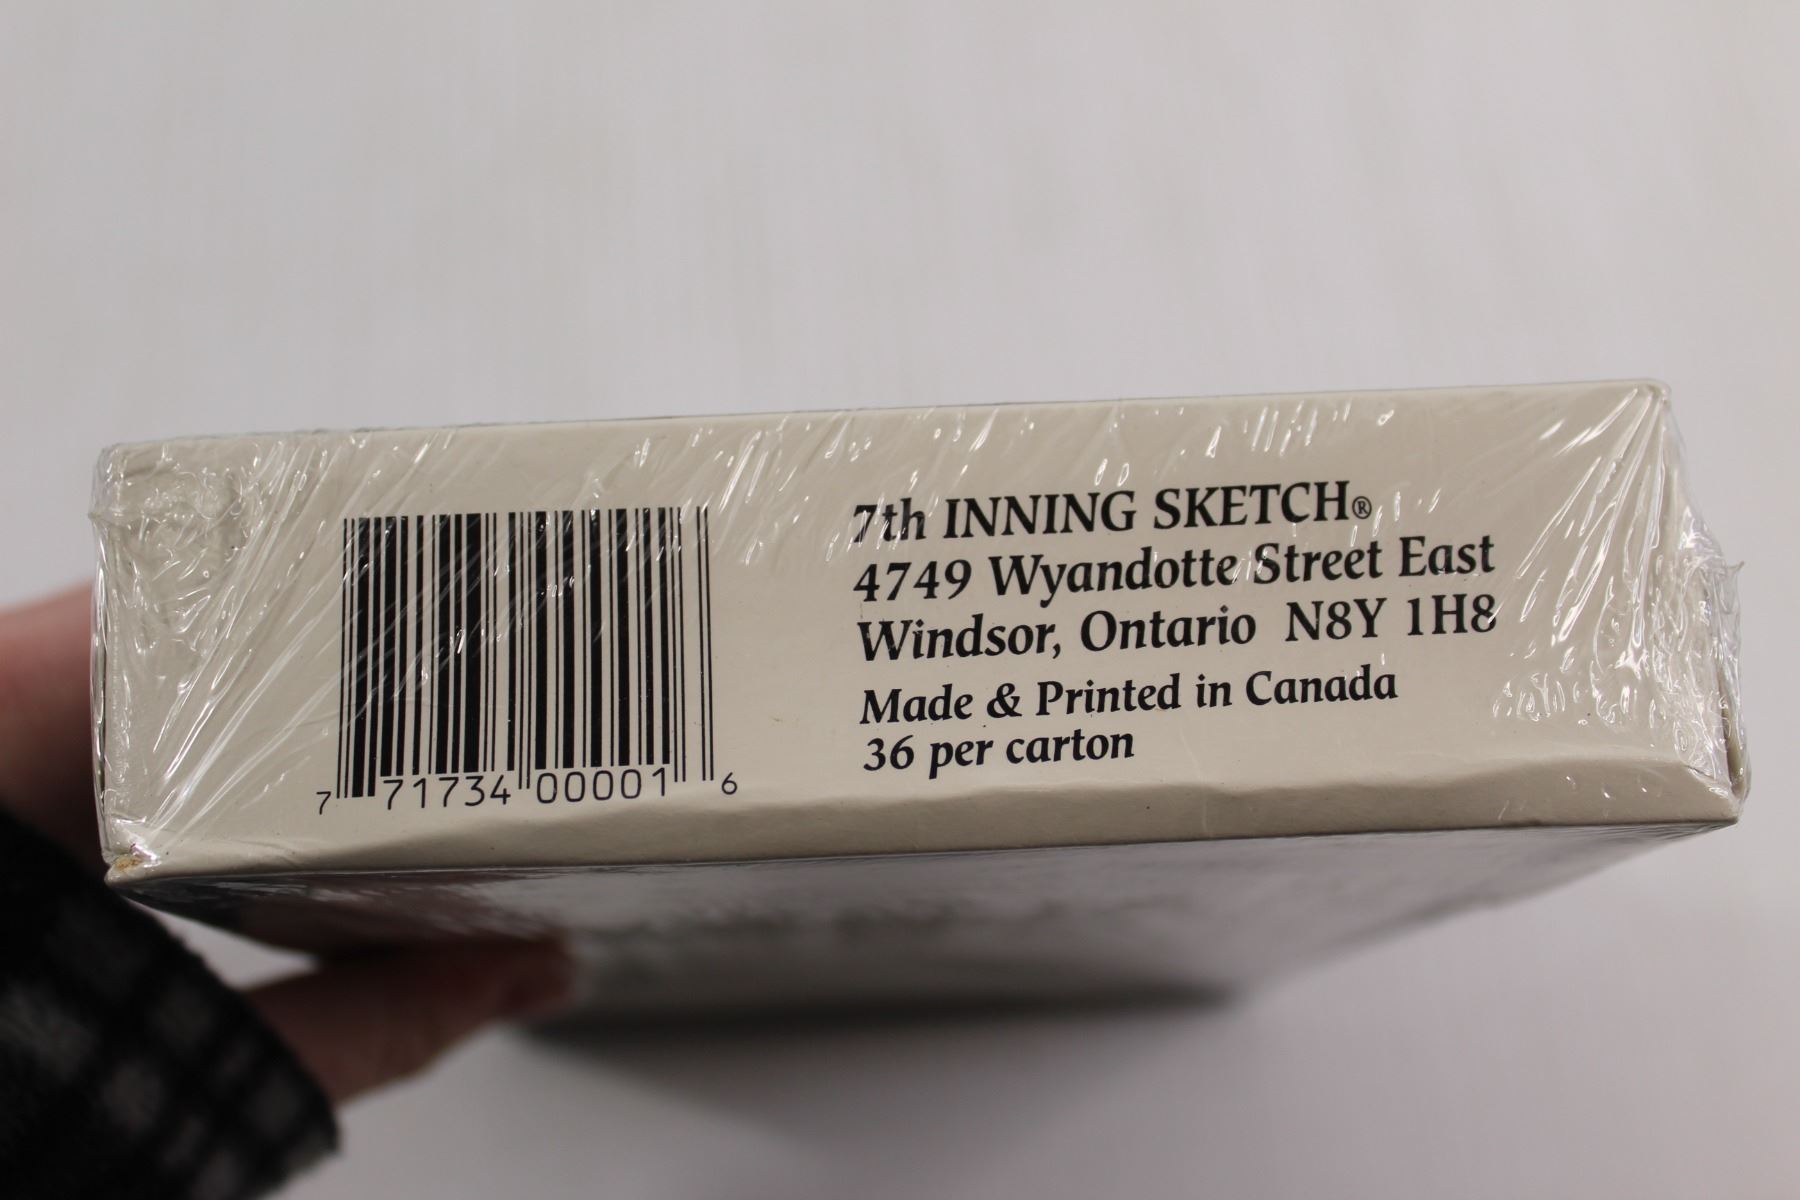 7th INNING SKETCH®
4749 Wyandotte Street East
Windsor, Ontario N8Y 1H8
Made & Printed in Canada
36 per carton
7 71734 00001 6